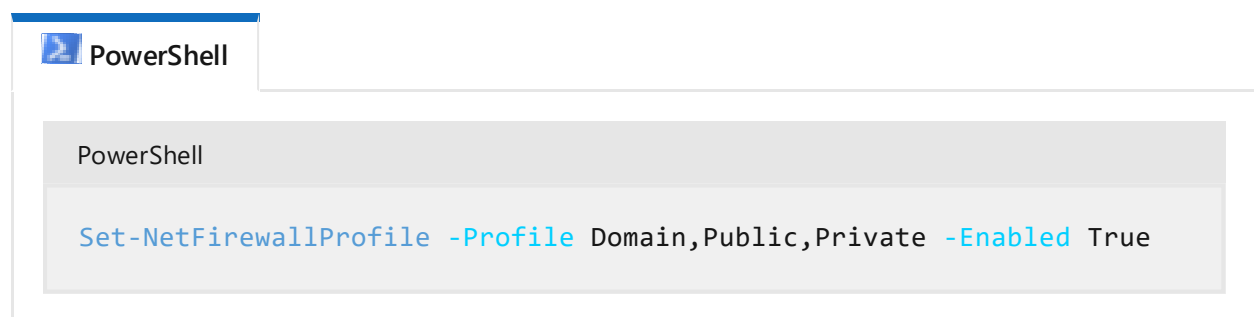 PowerShell
PowerShell
Set-NetFirewallProfile -Profile Domain,Public,Private -Enabled True